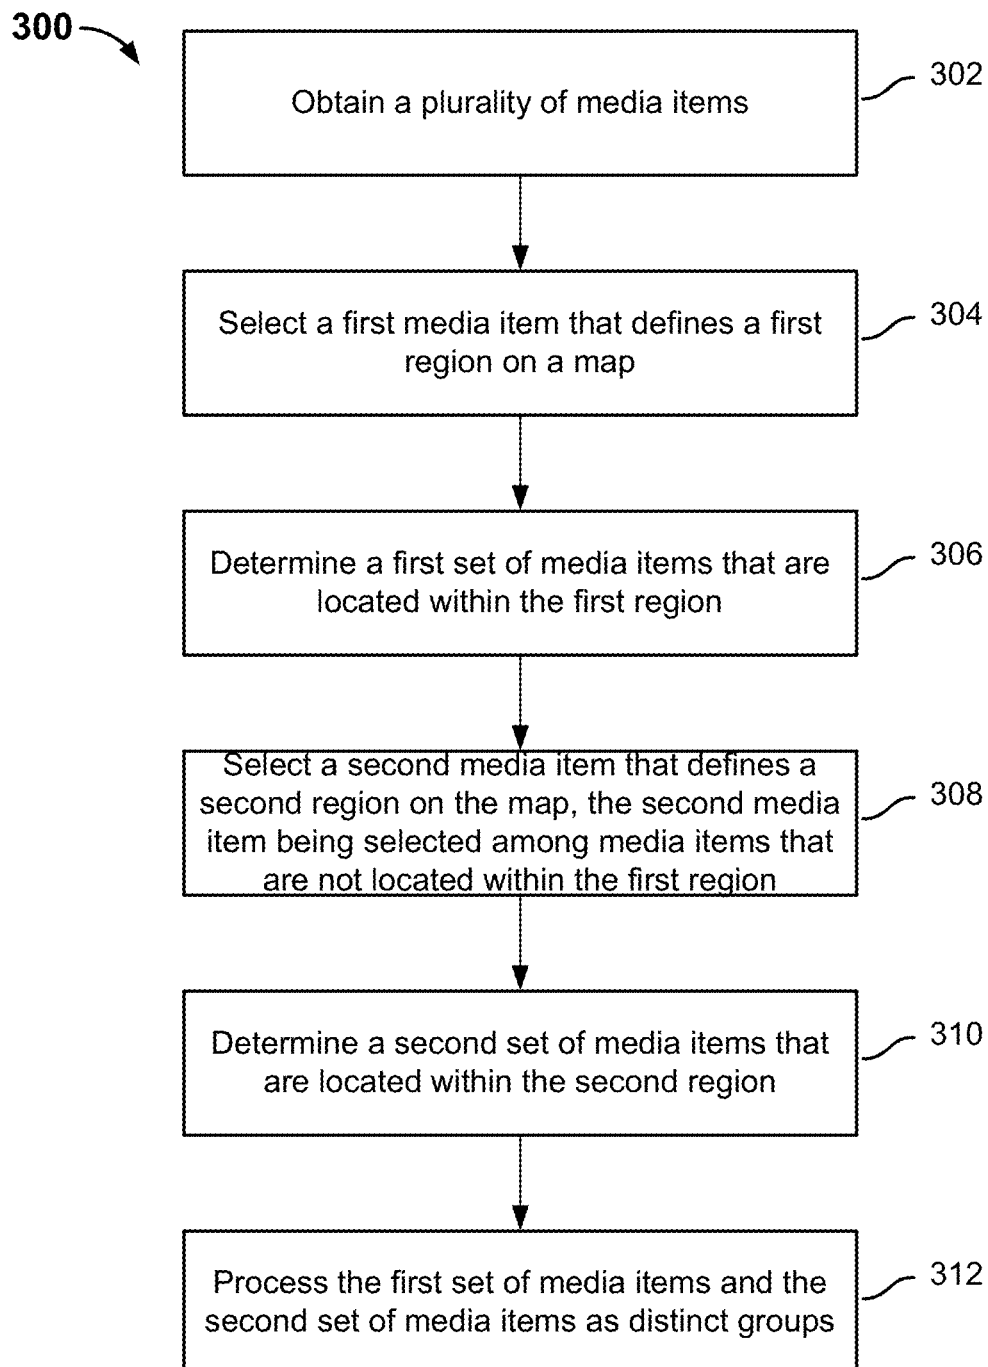 300
302
Obtain a plurality of media items
304
Select a first media item that defines a first
region on a map
306
Determine a first set of media items that are
located within the first region
308
Select a second media item that defines a
second region on the map, the second media
item being selected among media items that
are not located within the first region
310
Determine a second set of media items that
are located within the second region
312
Process the first set of media items and the
second set of media items as distinct groups